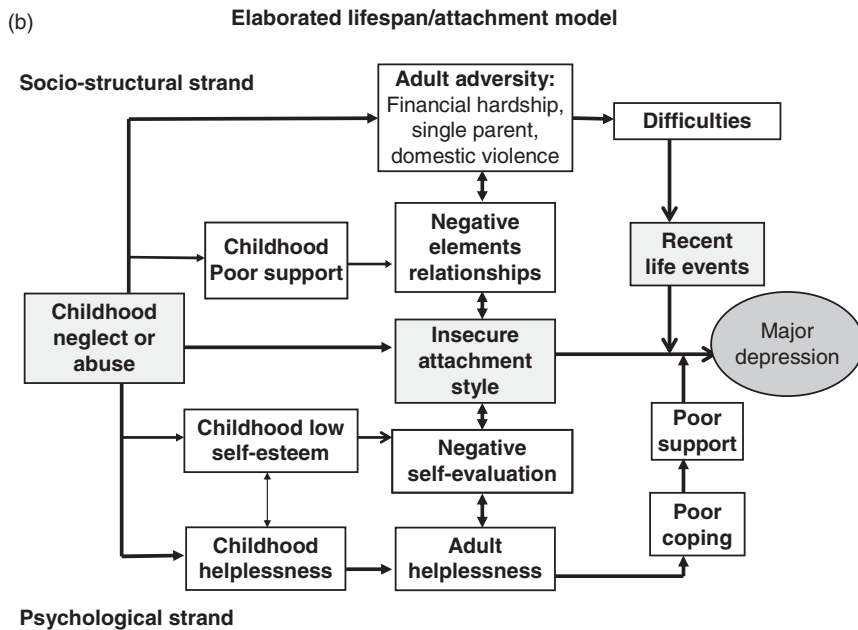 (b)
Elaborated lifespan/attachment model
Socio-structural strand
Adult adversity:
Financial hardship,
single parent,
domestic violence
Difficulties
Childhood
Poor support
Negative
elements
relationships
Recent
life events
Childhood
neglect or
abuse
Insecure
attachment
style
Major
depression
Childhood low
self-esteem
Negative
self-evaluation
Poor
support
Poor
coping
Childhood
helplessness
Adult
helplessness
Psychological strand